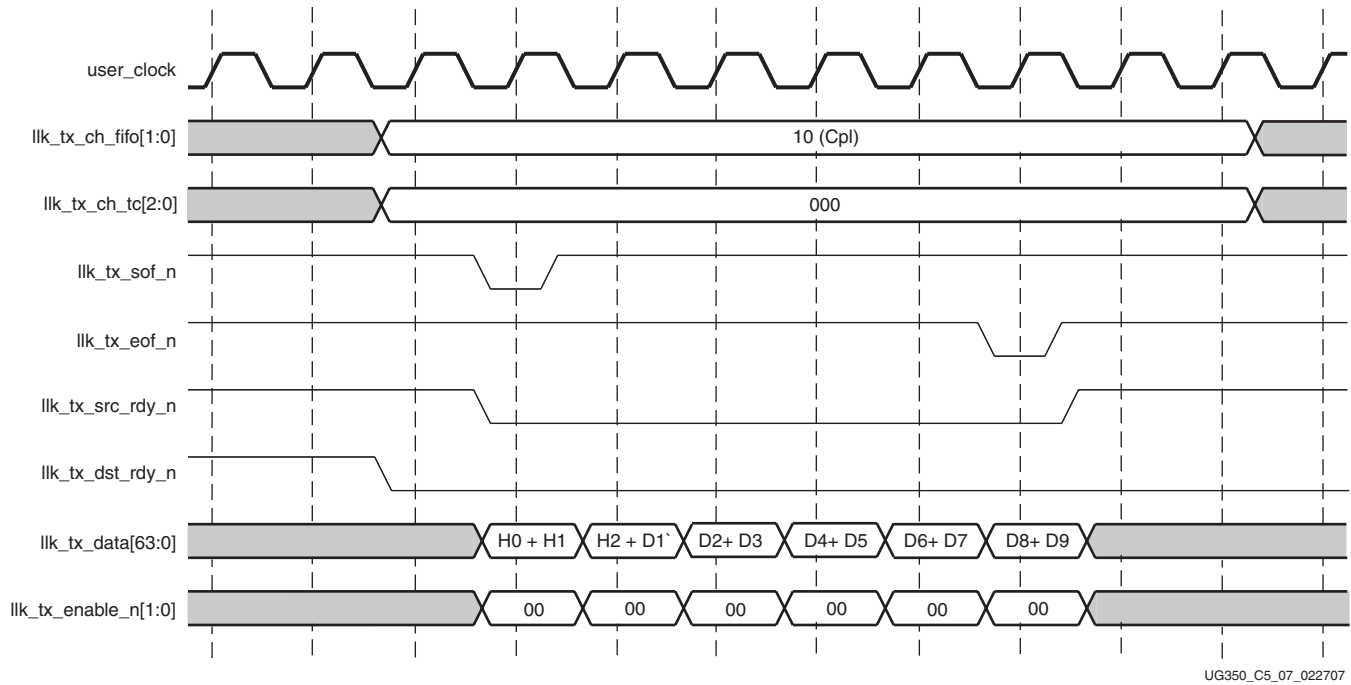 user_clock
llk_tx_ch_fifo[1:0]
10 (Cpl)
llk_tx_ch_tc[2:0]
000
llk_tx_sof_n
llk_tx_eof_n
llk_tx_src_rdy_n
llk_tx_dst_rdy_n
llk_tx_data[63:0]
H0 + H1 H2 + D1` D2+ D3 D4+ D5 D6+ D7 D8+ D9
llk_tx_enable_n[1:0]
00 00 00 00 00 00
UG350_C5_07_022707